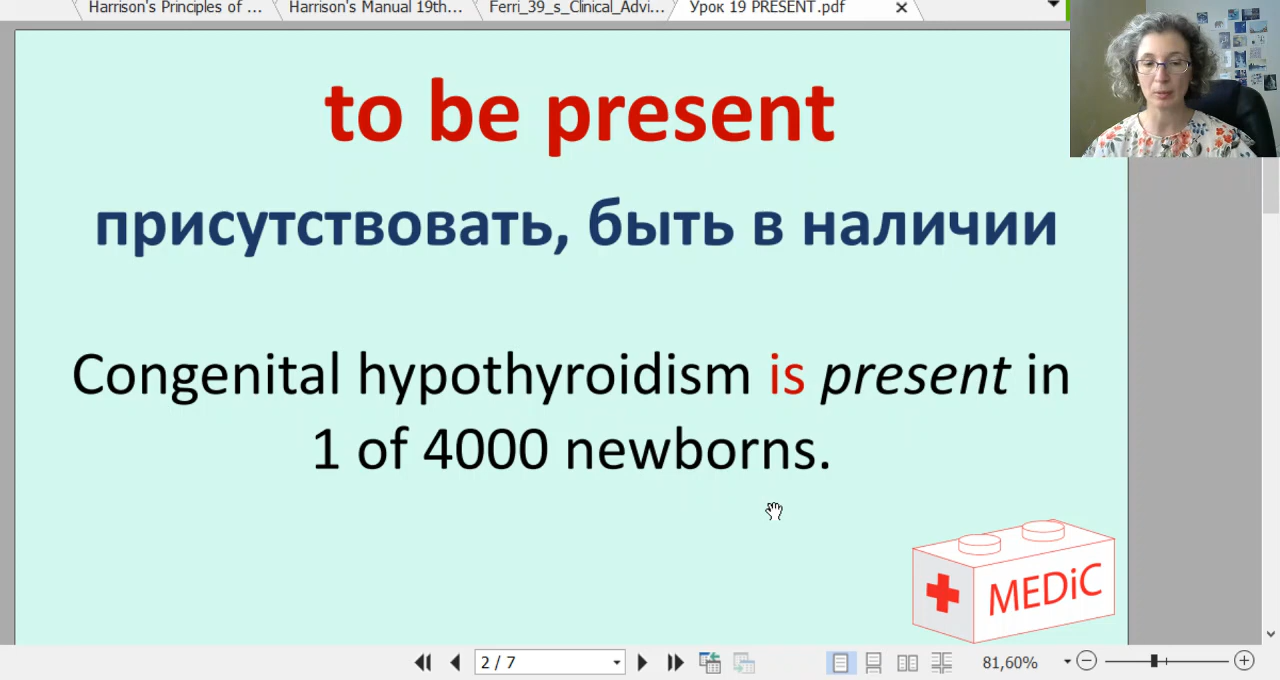 Harrison's Principles of ...
Harrison's Manual 19th...
Ferri_39_s_Clinical_Advi...
Урок 19 PRESENT.pdf
to be present
присутствовать, быть в наличии
Congenital hypothyroidism is present in
1 of 4000 newborns.
MEDiC
2 / 7
81,60%